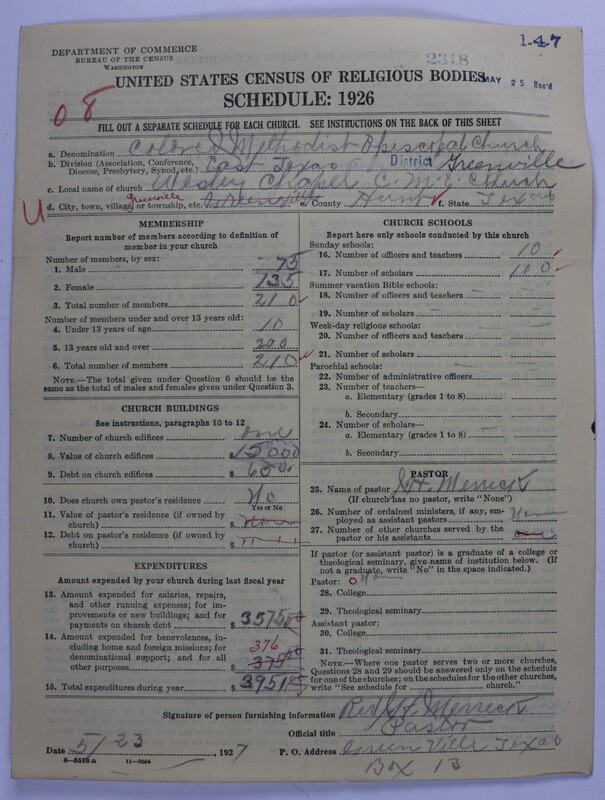 1-47
DEPARTMENT OF COMMERCE
BUREAU OF THE CENSUS
WASHINGTON
2318
UNITED STATES CENSUS OF RELIGIOUS BODIES
MAY 25 Rec'd
SCHEDULE: 1926
08
FILL OUT A SEPARATE SCHEDULE FOR EACH CHURCH. SEE INSTRUCTIONS ON THE BACK OF THIS SHEET
a. Denomination Colored Methodist Episcopal Church
b. Division (Association, Conference, Diocese, Presbytery, Synod, etc.) East Texas District Greenville
c. Local name of church Wesley Chapel C. M. E. Church
U d. City, town, village, or township, etc. Greenville Greenville e. County Hunt f. State Texas
MEMBERSHIP
Report number of members according to definition of
member in your church
Number of members, by sex:
1. Male 75
2. Female 135
3. Total number of members 210
Number of members under and over 13 years old:
4. Under 13 years of age 10
5. 13 years old and over 200
6. Total number of members 210
NOTE.—The total given under Question 6 should be the
same as the total of males and females given under Question 3.
CHURCH BUILDINGS
See instructions, paragraphs 10 to 12
7. Number of church edifices one
8. Value of church edifices $ 15000
9. Debt on church edifices $ 650
10. Does church own pastor's residence? No
Yes or No
11. Value of pastor's residence (if owned by
church) $ None
12. Debt on pastor's residence (if owned by
church) $
EXPENDITURES
Amount expended by your church during last fiscal year
13. Amount expended for salaries, repairs,
and other running expenses; for im-
provements or new buildings; and for
payments on church debt $ 3575 00
14. Amount expended for benevolences, in-
cluding home and foreign missions; for
denominational support; and for all
other purposes $ 376
15. Total expenditures during year $ 3951 00
CHURCH SCHOOLS
Report here only schools conducted by this church
Sunday schools:
16. Number of officers and teachers 10
17. Number of scholars 100
Summer vacation Bible schools:
18. Number of officers and teachers —
19. Number of scholars —
Week-day religious schools:
20. Number of officers and teachers —
21. Number of scholars —
Parochial schools:
22. Number of administrative officers —
23. Number of teachers—
a. Elementary (grades 1 to 8) —
b. Secondary
24. Number of scholars—
a. Elementary (grades 1 to 8) —
b. Secondary
PASTOR
25. Name of pastor Merrick
(If church has no pastor, write "None")
26. Number of ordained ministers, if any, em-
ployed as assistant pastors None
27. Number of other churches served by the
pastor or his assistants one
If pastor (or assistant pastor) is a graduate of a college or
theological seminary, give name of institution below. (If
not a graduate, write "No" in the space indicated.)
Pastor: 0 No
28. College
29. Theological seminary
Assistant pastor:
30. College
31. Theological seminary
NOTE.—Where one pastor serves two or more churches,
Questions 28 and 29 should be answered only on the schedule
for one of the churches; on the schedules for the other churches,
write "See schedule for church."
Signature of person furnishing information Rev Merrick
Official title Pastor
Date 5/23 1927 P. O. Address Green Ville Texas
8—5518 a 11—9264 Box 13